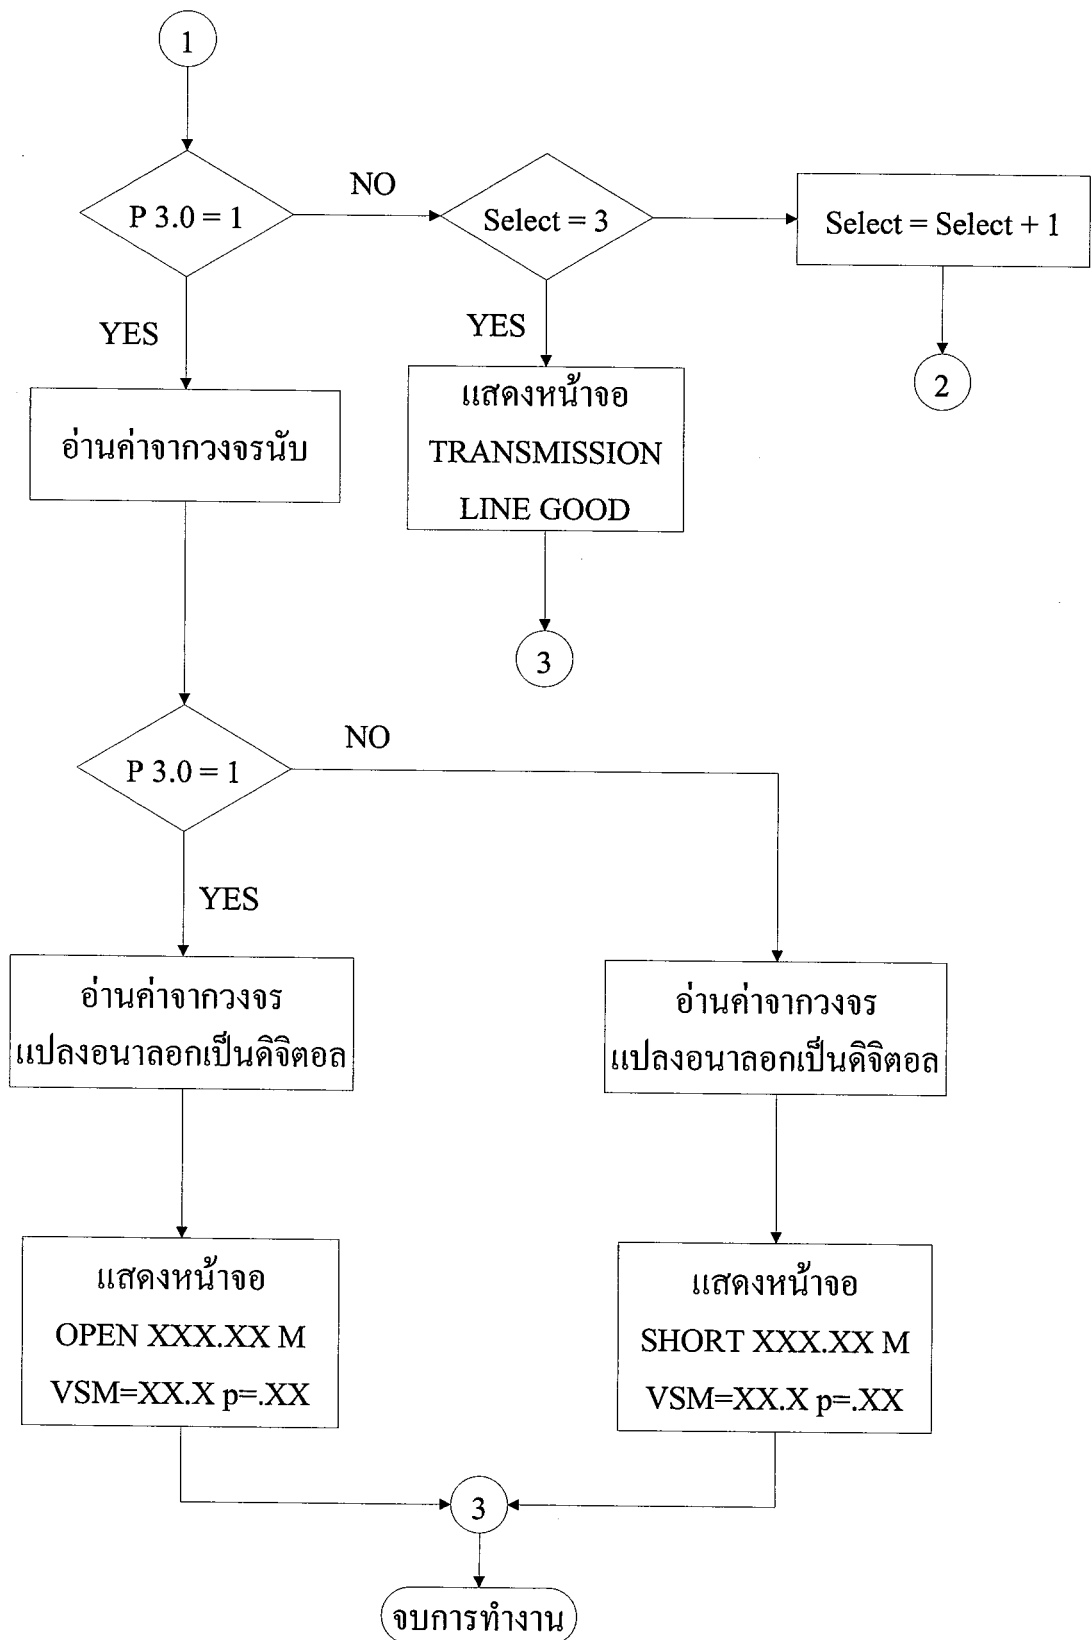 1
P 3.0 = 1
NO
Select = 3
Select = Select + 1
YES
YES
2
อ่านค่าจากวงจรนับ
แสดงหน้าจอ
TRANSMISSION
LINE GOOD
3
P 3.0 = 1
NO
YES
อ่านค่าจากวงจร
แปลงอนาลอกเป็นดิจิตอล
อ่านค่าจากวงจร
แปลงอนาลอกเป็นดิจิตอล
แสดงหน้าจอ
OPEN XXX.XX M
VSM=XX.X p=.XX
แสดงหน้าจอ
SHORT XXX.XX M
VSM=XX.X p=.XX
3
จบการทำงาน